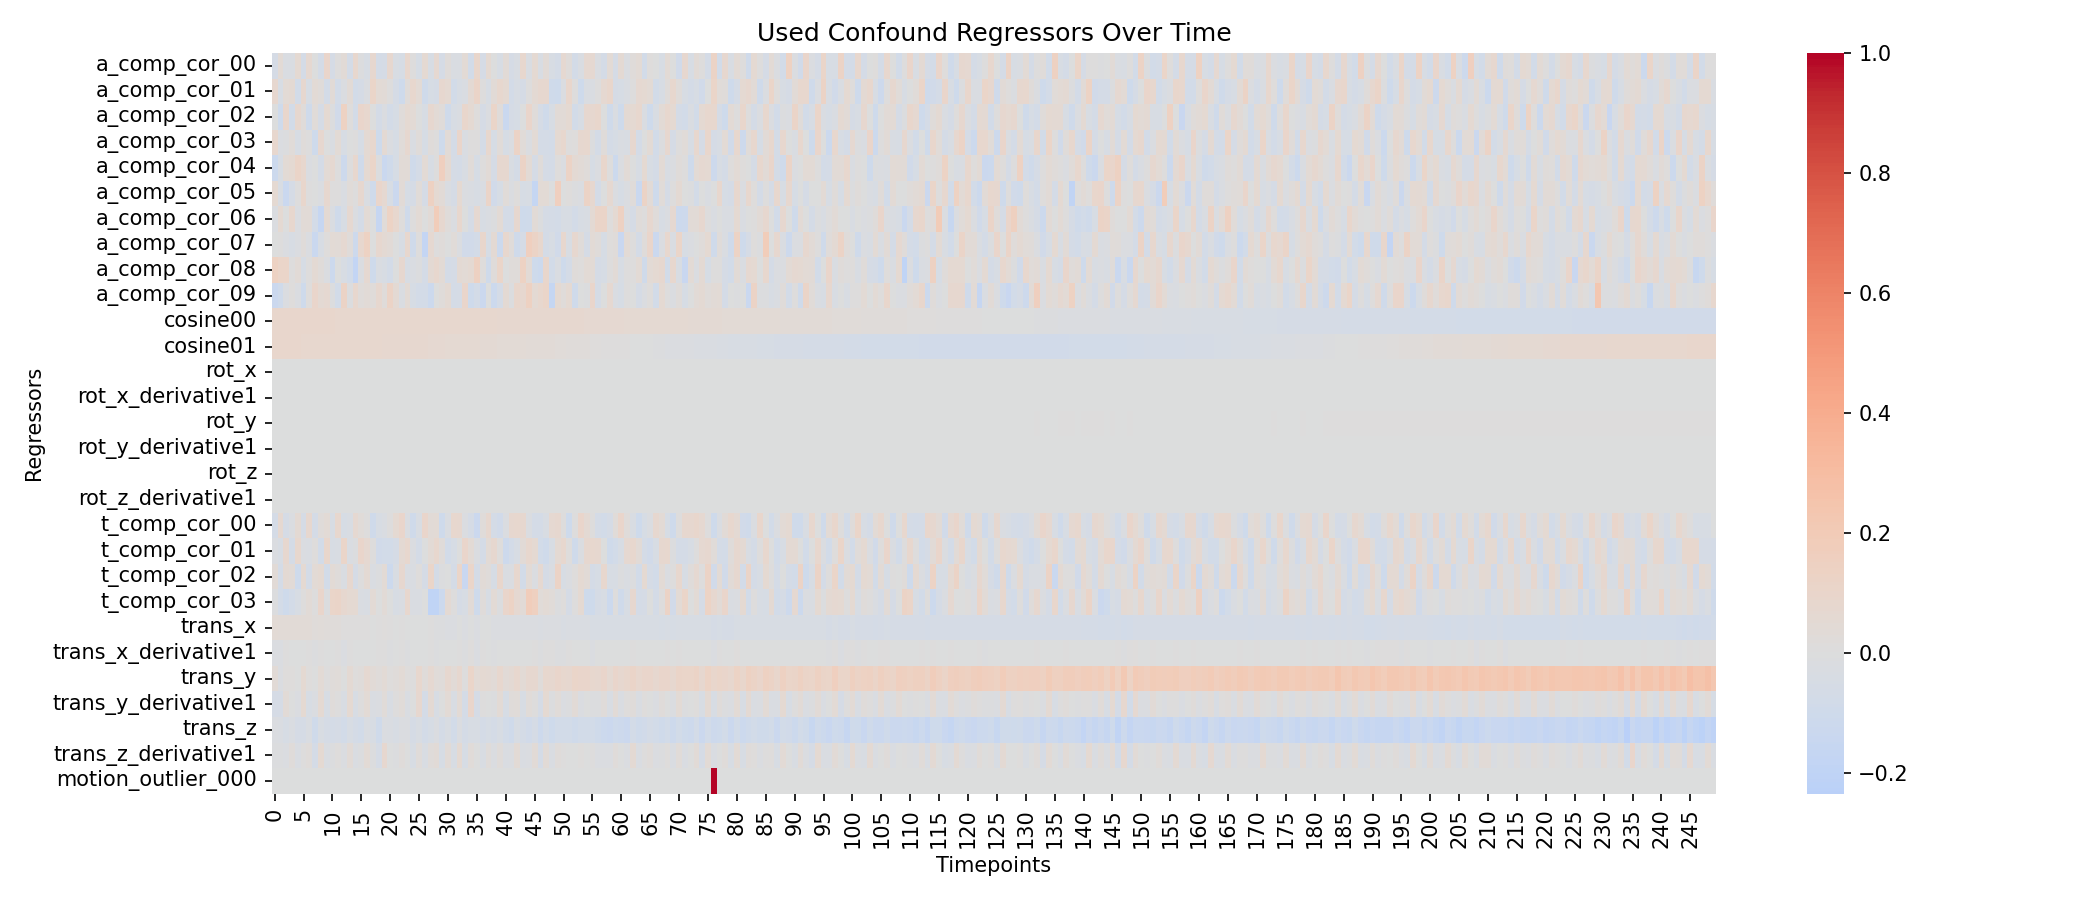 Used Confound Regressors Over Time
a_comp_cor_00
a_comp_cor_01
a_comp_cor_02
a_comp_cor_03
a_comp_cor_04
a_comp_cor_05
a_comp_cor_06
a_comp_cor_07
a_comp_cor_08
a_comp_cor_09
cosine00
cosine01
rot_x
rot_x_derivative1
rot_y
rot_y_derivative1
rot_z
rot_z_derivative1
t_comp_cor_00
t_comp_cor_01
t_comp_cor_02
t_comp_cor_03
trans_x
trans_x_derivative1
trans_y
trans_y_derivative1
trans_z
trans_z_derivative1
motion_outlier_000
Regressors
0 5 10 15 20 25 30 35 40 45 50 55 60 65 70 75 80 85 90 95 100 105 110 115 120 125 130 135 140 145 150 155 160 165 170 175 180 185 190 195 200 205 210 215 220 225 230 235 240 245
Timepoints
1.0
0.8
0.6
0.4
0.2
0.0
−0.2